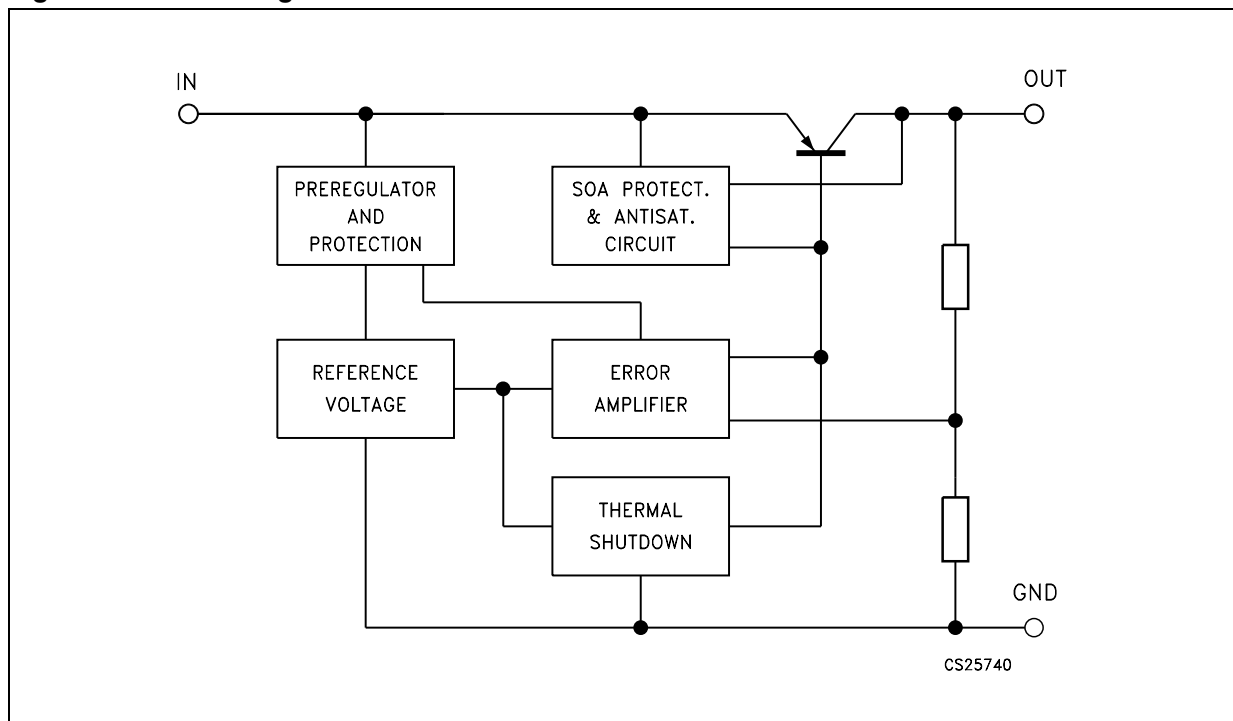 IN
OUT
PREREGULATOR
AND
PROTECTION
SOA PROTECT.
& ANTISAT.
CIRCUIT
REFERENCE
VOLTAGE
ERROR
AMPLIFIER
THERMAL
SHUTDOWN
GND
CS25740